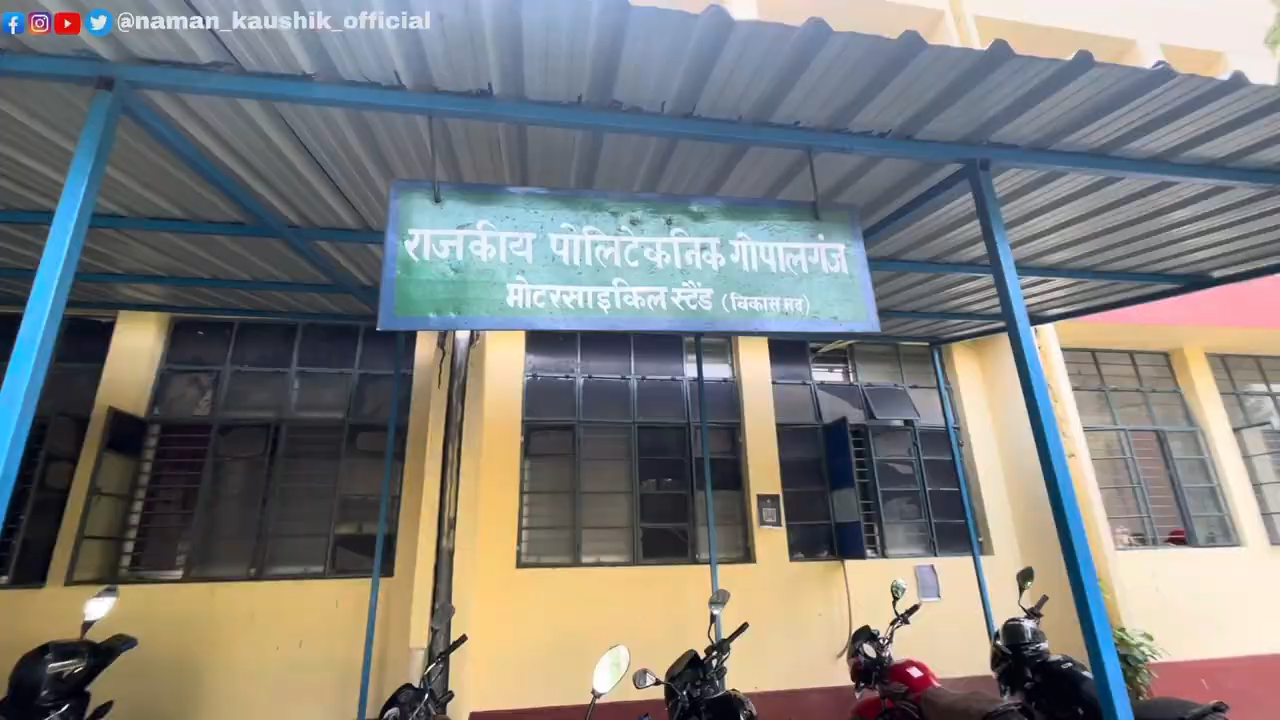 @naman_kaushik_official
राजकीय पोलिटेकनिक गोपालगंज
मोटरसाइकिल स्टैंड (विकास मद)